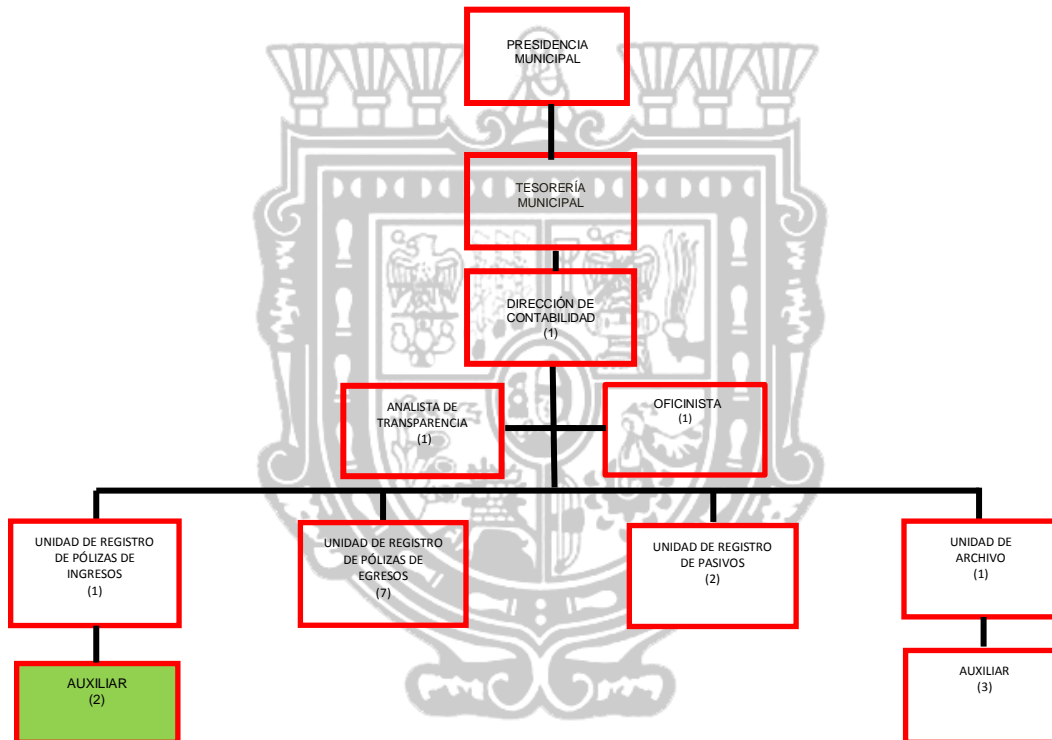 PRESIDENCIA
MUNICIPAL
TESORERÍA
MUNICIPAL
DIRECCIÓN DE
CONTABILIDAD
(1)
ANALISTA DE
TRANSPARENCIA
(1)
OFICINISTA
(1)
UNIDAD DE REGISTRO
DE PÓLIZAS DE
INGRESOS
(1)
UNIDAD DE REGISTRO
DE PÓLIZAS DE
EGRESOS
(7)
UNIDAD DE REGISTRO
DE PASIVOS
(2)
UNIDAD DE
ARCHIVO
(1)
AUXILIAR
(2)
AUXILIAR
(3)